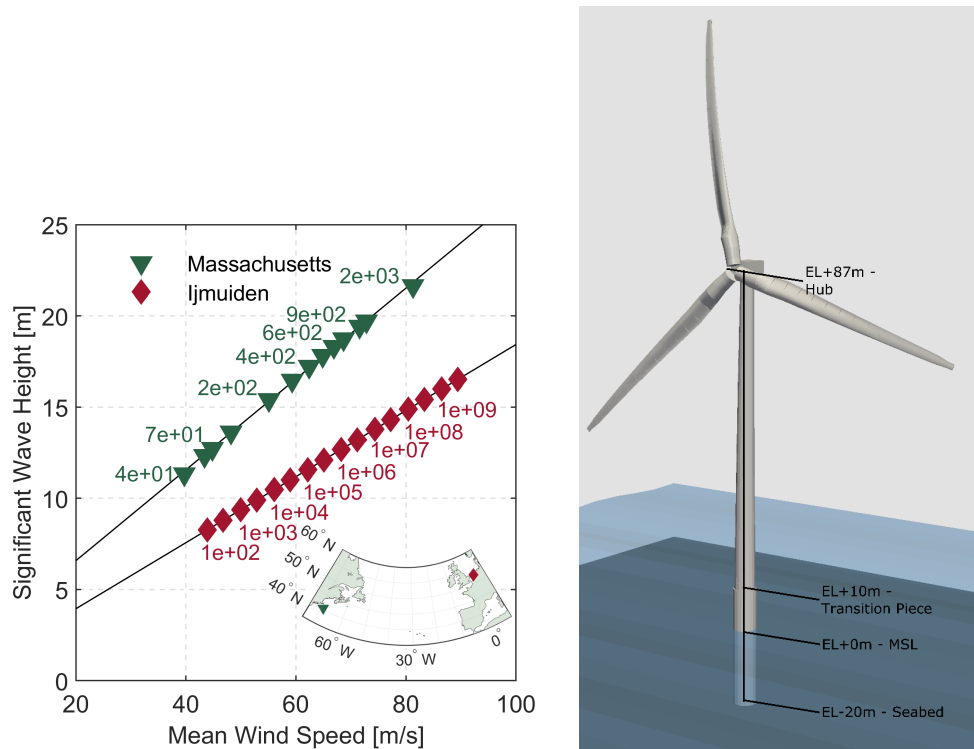 25
20
15
10
5
0
Significant Wave Height [m]
Massachusetts
Ijmuiden
2e+03
9e+02
6e+02
4e+02
2e+02
7e+01
4e+01
1e+09
1e+08
1e+07
1e+06
1e+05
1e+04
1e+03
1e+02
60° N
50° N
40° N
60° W
30° W
0°
20
40
60
80
100
Mean Wind Speed [m/s]
EL+87m -
Hub
EL+10m -
Transition Piece
EL+0m - MSL
EL-20m - Seabed